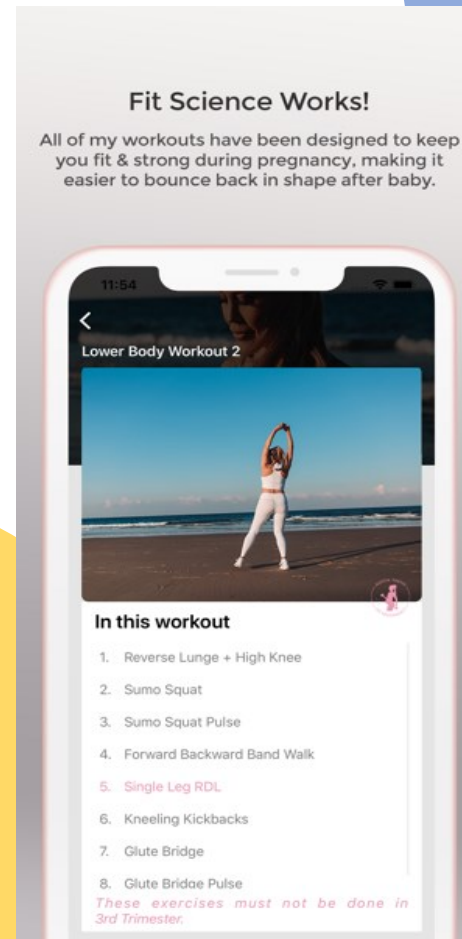 Fit Science Works!
All of my workouts have been designed to keep
you fit & strong during pregnancy, making it
easier to bounce back in shape after baby.
11:54
Lower Body Workout 2
In this workout
1. Reverse Lunge + High Knee
2. Sumo Squat
3. Sumo Squat Pulse
4. Forward Backward Band Walk
5. Single Leg RDL
6. Kneeling Kickbacks
7. Glute Bridge
8. Glute Bridge Pulse
These exercises must not be done in
3rd Trimester.